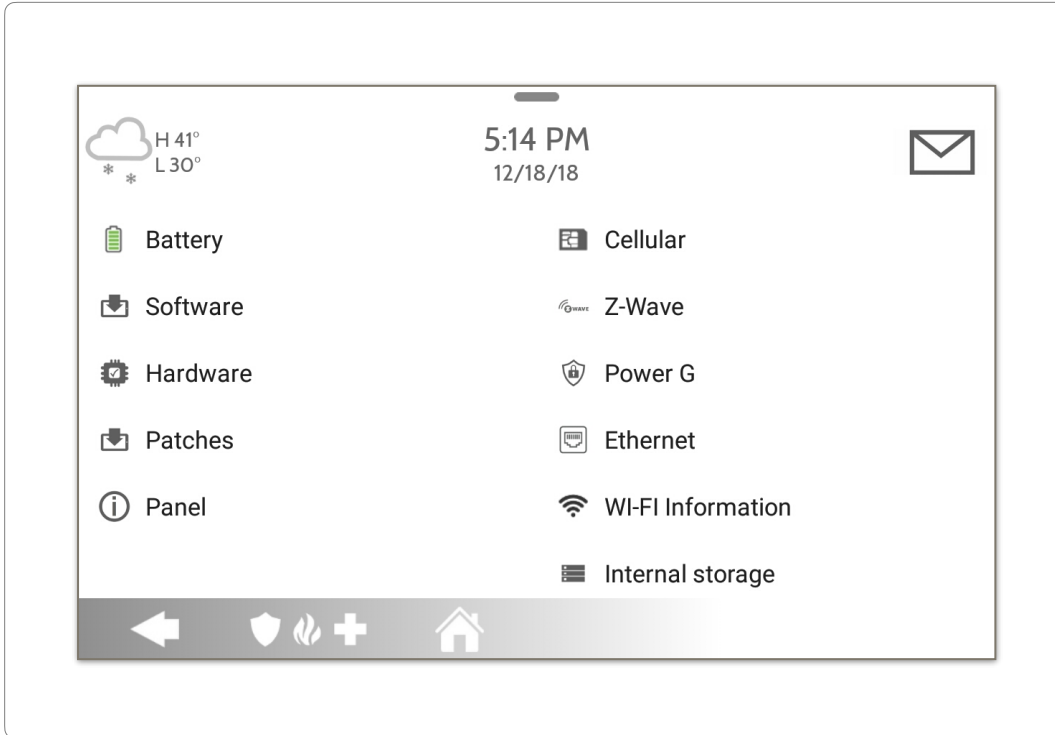 H 41°
L 30°
5:14 PM
12/18/18
Battery
Software
Hardware
Patches
Panel
Cellular
Z WAVE
Z-Wave
Power G
Ethernet
WI-FI Information
Internal storage